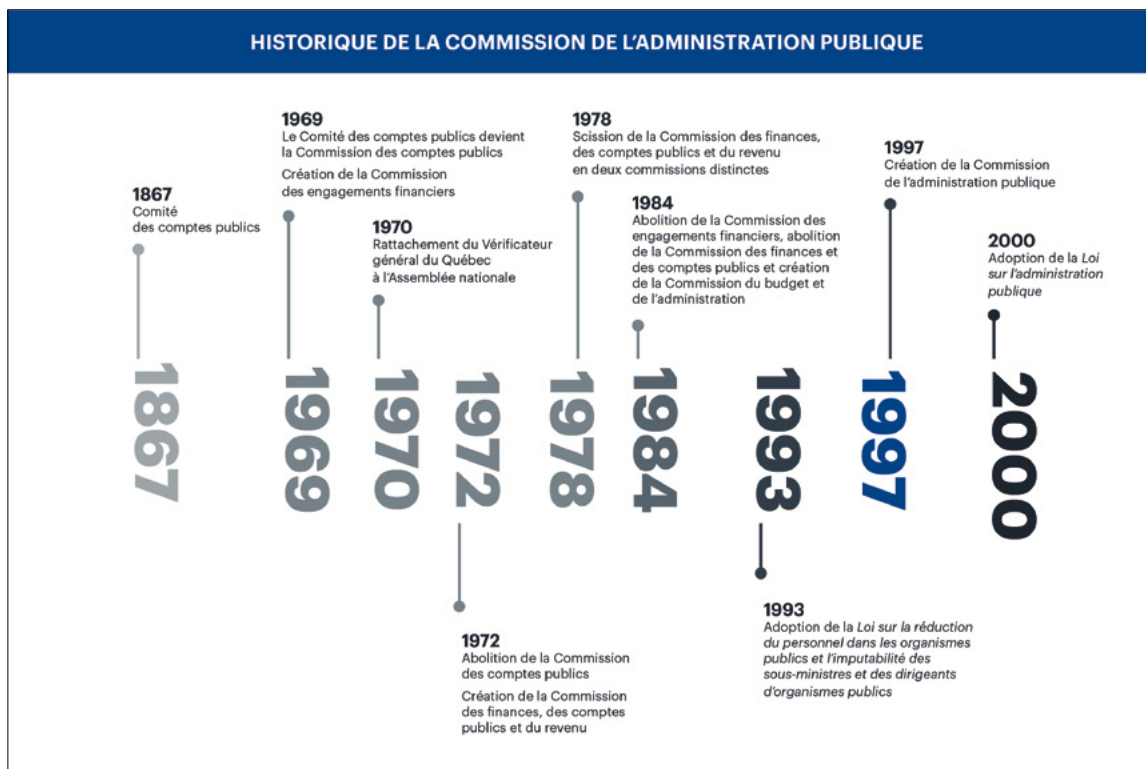 HISTORIQUE DE LA COMMISSION DE L'ADMINISTRATION PUBLIQUE
1867
Comité
des comptes publics
1969
Le Comité des comptes publics devient
la Commission des comptes publics
Création de la Commission
des engagements financiers
1970
Rattachement du Vérificateur
général du Québec
à l'Assemblée nationale
1978
Scission de la Commission des finances,
des comptes publics et du revenu
en deux commissions distinctes
1984
Abolition de la Commission des
engagements financiers, abolition
de la Commission des finances et
des comptes publics et création
de la Commission du budget et
de l'administration
1997
Création de la Commission
de l'administration publique
2000
Adoption de la Loi
sur l'administration
publique
1867
1969
1970
1972
1978
1984
1993
1997
2000
1972
Abolition de la Commission
des comptes publics
Création de la Commission
des finances, des comptes
publics et du revenu
1993
Adoption de la Loi sur la réduction
du personnel dans les organismes
publics et l'imputabilité des
sous-ministres et des dirigeants
d'organismes publics